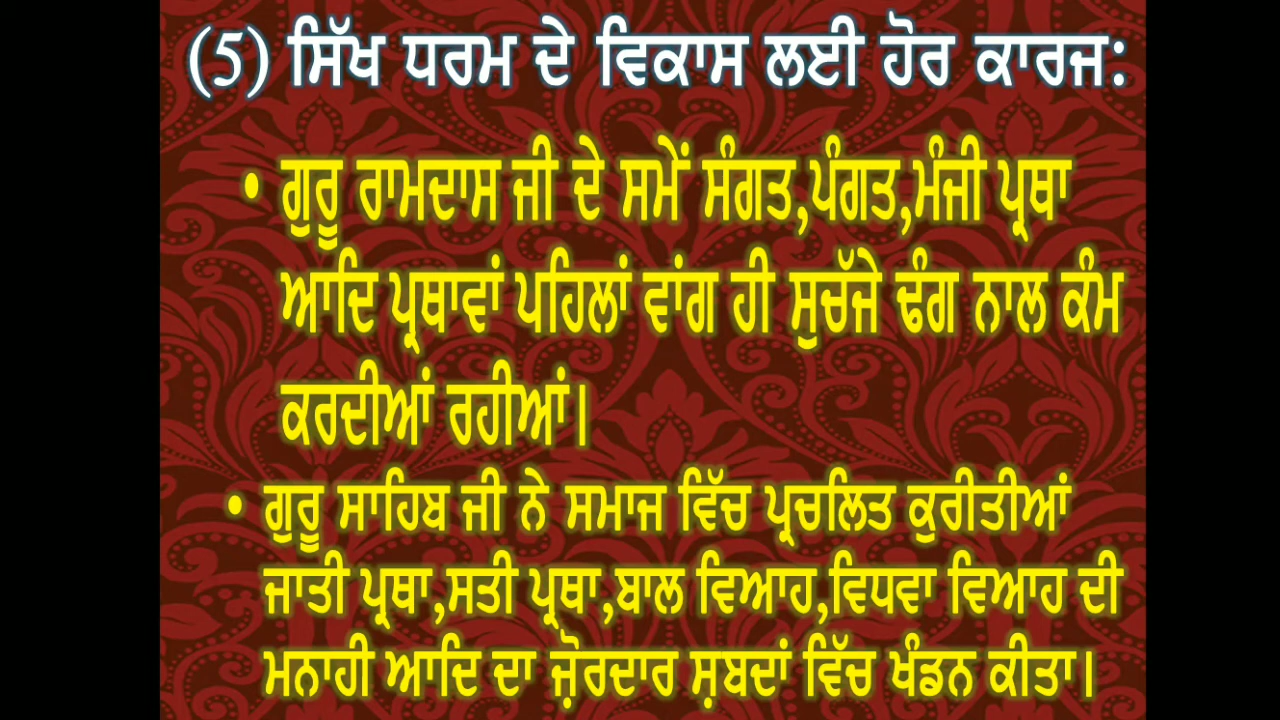 (5) ਸਿੱਖ ਧਰਮ ਦੇ ਵਿਕਾਸ ਲਈ ਹੋਰ ਕਾਰਜ:
• ਗੁਰੂ ਰਾਮਦਾਸ ਜੀ ਦੇ ਸਮੇਂ ਸੰਗਤ,ਪੰਗਤ,ਮੰਜੀ ਪ੍ਰਥਾ
ਆਦਿ ਪ੍ਰਥਾਵਾਂ ਪਹਿਲਾਂ ਵਾਂਗ ਹੀ ਸੁਚੱਜੇ ਢੰਗ ਨਾਲ ਕੰਮ
ਕਰਦੀਆਂ ਰਹੀਆਂ।
• ਗੁਰੂ ਸਾਹਿਬ ਜੀ ਨੇ ਸਮਾਜ ਵਿੱਚ ਪ੍ਰਚਲਿਤ ਕੁਰੀਤੀਆਂ
ਜਾਤੀ ਪ੍ਰਥਾ,ਸਤੀ ਪ੍ਰਥਾ,ਬਾਲ ਵਿਆਹ,ਵਿਧਵਾ ਵਿਆਹ ਦੀ
ਮਨਾਹੀ ਆਦਿ ਦਾ ਜ਼ੋਰਦਾਰ ਸ਼ਬਦਾਂ ਵਿੱਚ ਖੰਡਨ ਕੀਤਾ।